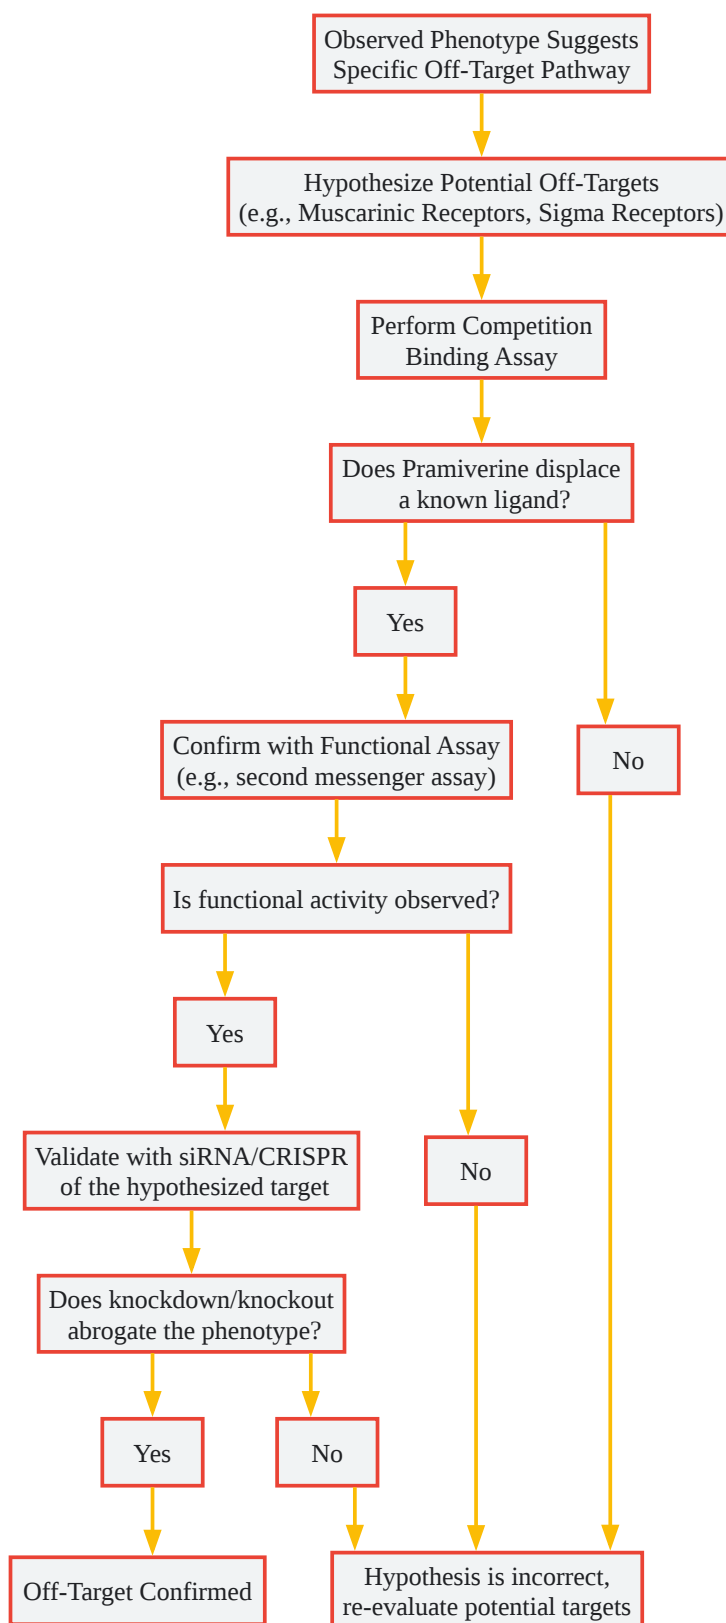 Observed Phenotype Suggests
Specific Off-Target Pathway
Hypothesize Potential Off-Targets
(e.g., Muscarinic Receptors, Sigma Receptors)
Perform Competition
Binding Assay
Does Pramiverine displace
a known ligand?
Yes
Confirm with Functional Assay
(e.g., second messenger assay)
No
Is functional activity observed?
Yes
Validate with siRNA/CRISPR
of the hypothesized target
No
Does knockdown/knockout
abrogate the phenotype?
Yes
No
Off-Target Confirmed
Hypothesis is incorrect,
re-evaluate potential targets